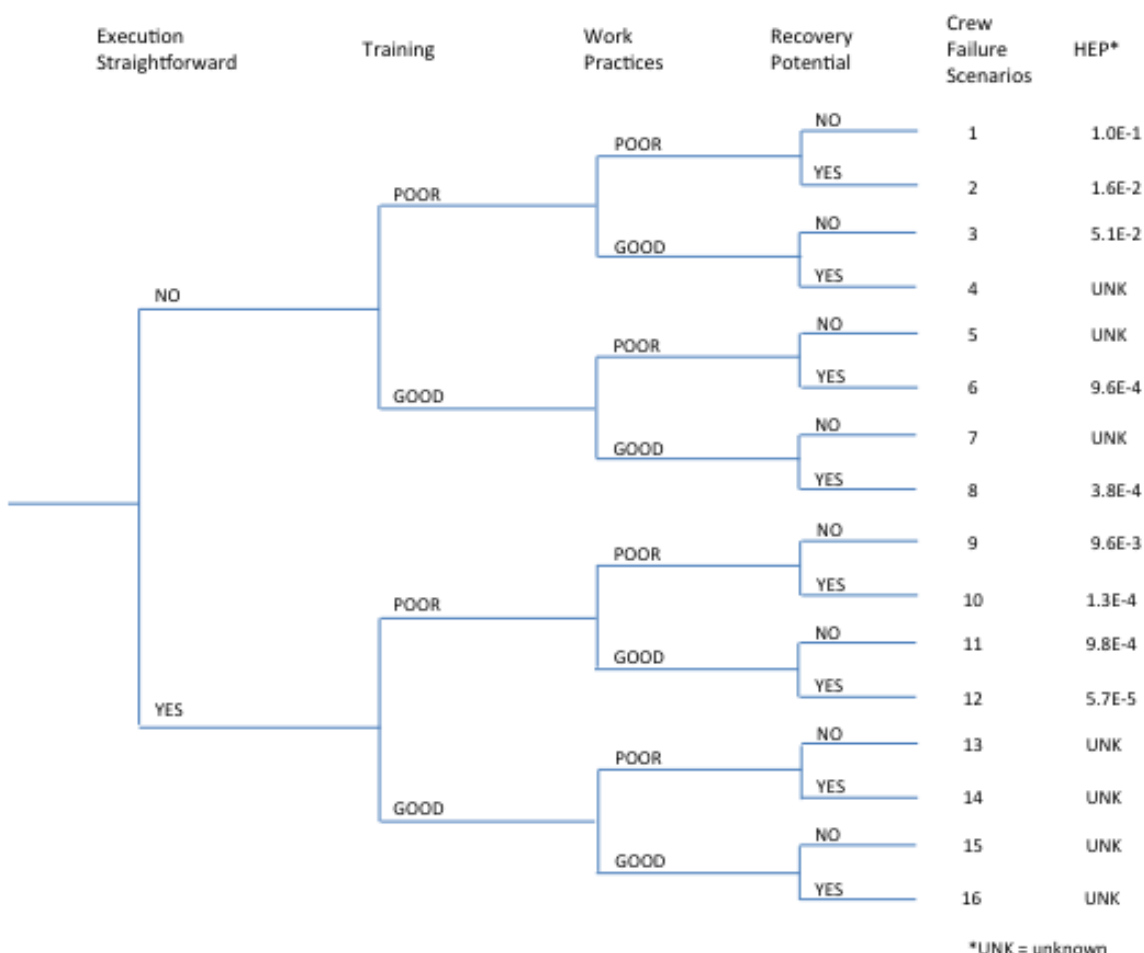 Execution
Straightforward
Training
Work
Practices
Recovery
Potential
Crew
Failure
Scenarios
HEP*
NO
1
1.0E-1
POOR
YES
2
1.6E-2
POOR
NO
3
5.1E-2
GOOD
YES
4
UNK
NO
NO
5
UNK
POOR
YES
6
9.6E-4
GOOD
NO
7
UNK
GOOD
YES
8
3.8E-4
NO
9
9.6E-3
POOR
YES
10
1.3E-4
POOR
NO
11
9.8E-4
GOOD
YES
12
5.7E-5
YES
NO
13
UNK
POOR
YES
14
UNK
GOOD
NO
15
UNK
GOOD
YES
16
UNK
*UNK = unknown